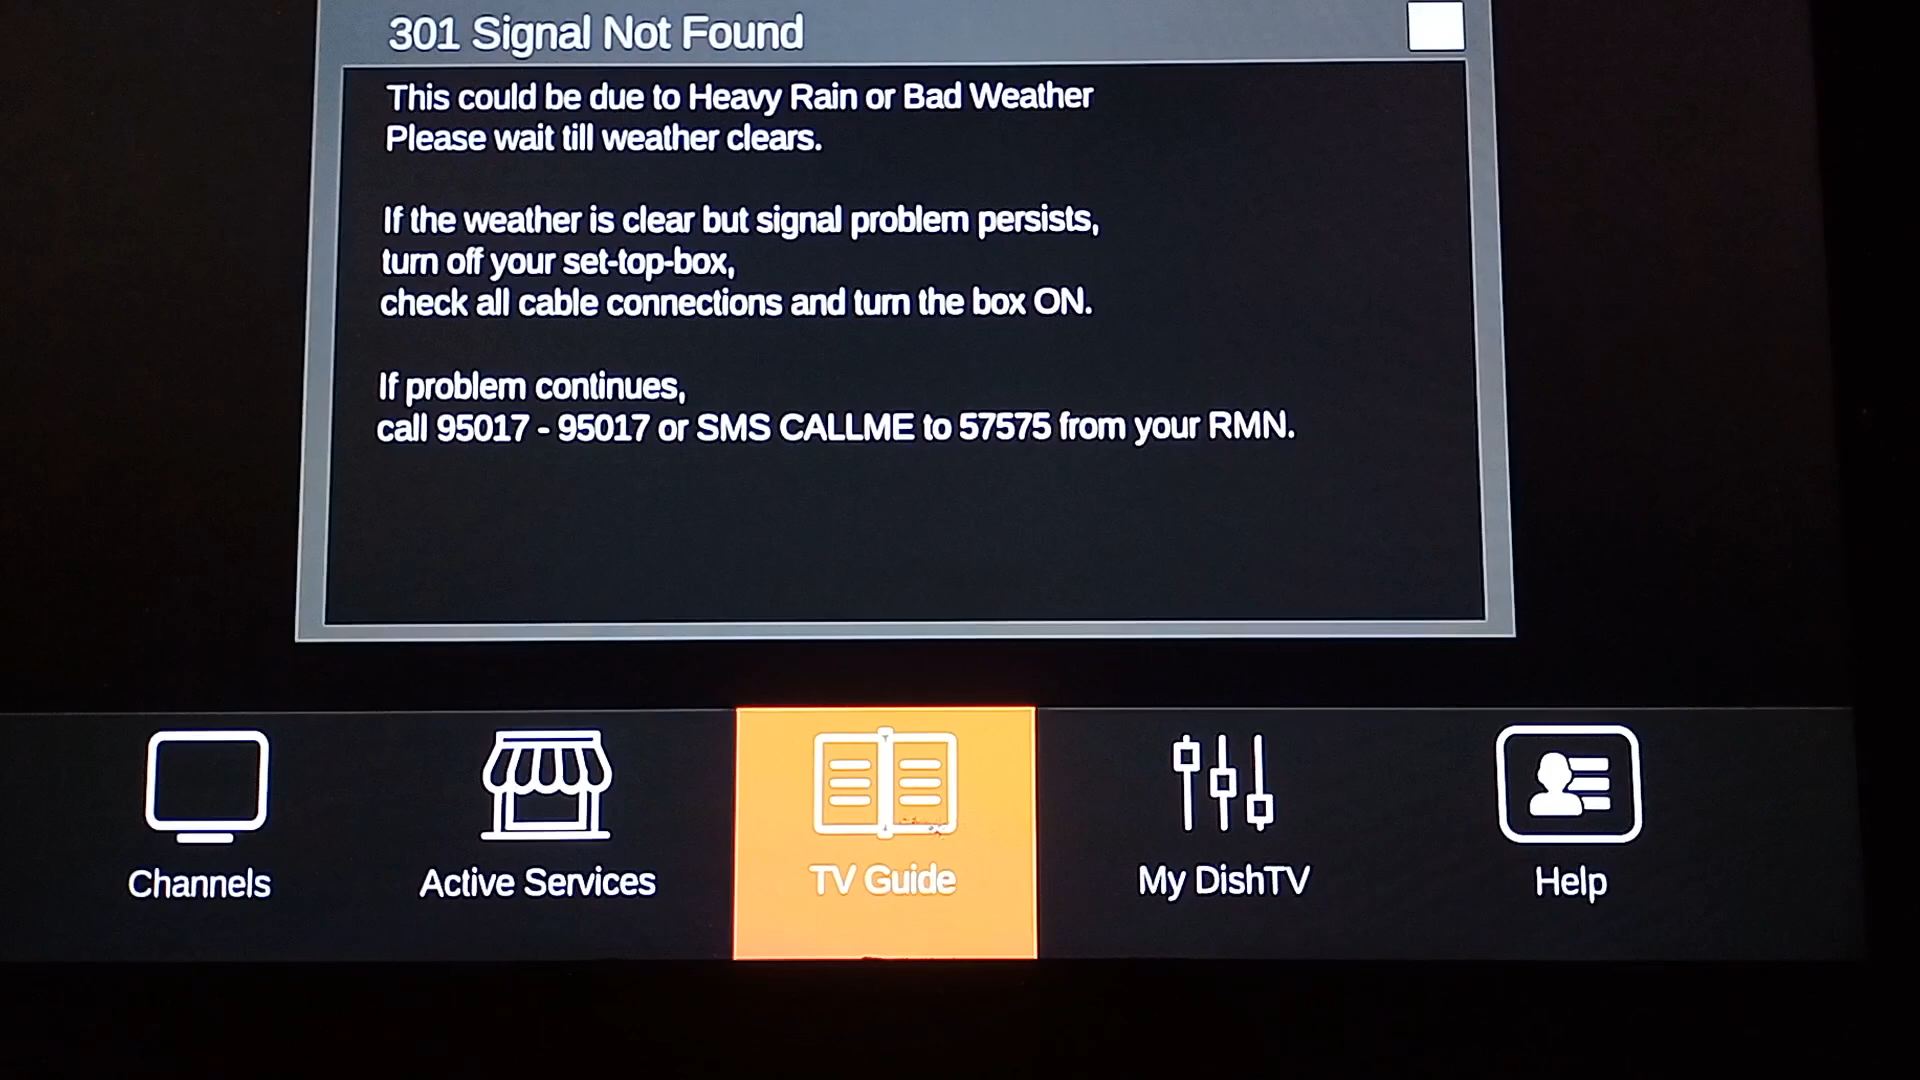 301 Signal Not Found
This could be due to Heavy Rain or Bad Weather
Please wait till weather clears.
If the weather is clear but signal problem persists,
turn off your set-top-box,
check all cable connections and turn the box ON.
If problem continues,
call 95017 - 95017 or SMS CALLME to 57575 from your RMN.
Channels
Active Services
TV Guide
My DishTV
Help